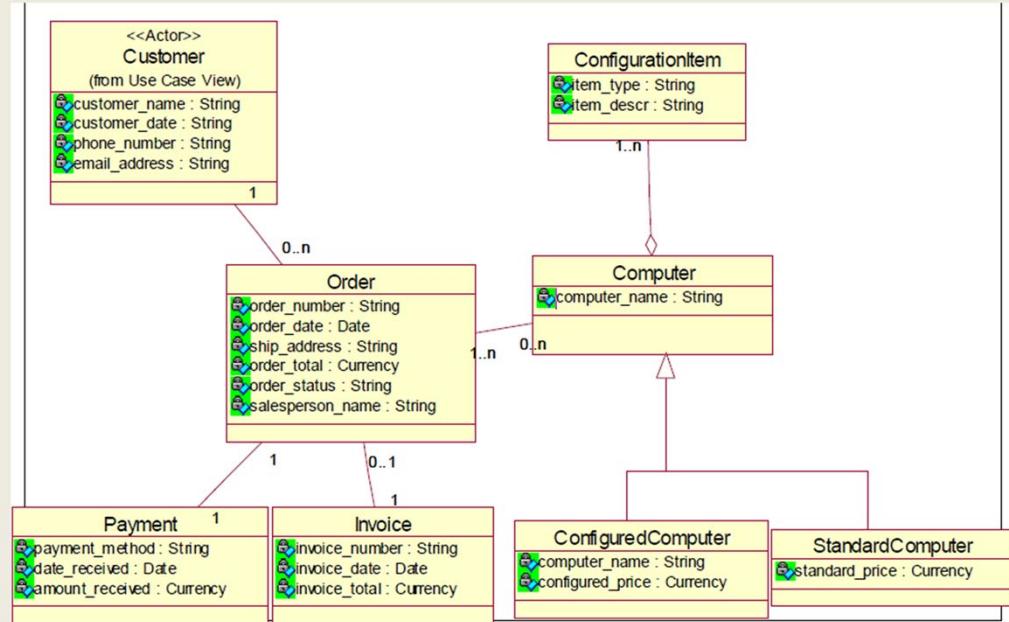 <<Actor>>
Customer
(from Use Case View)
customer_name : String
customer_date : String
phone_number : String
email_address : String
1
0..n
ConfigurationItem
item_type : String
item_descr : String
1..n
Order
order_number : String
order_date : Date
ship_address : String
order_total : Currency
order_status : String
salesperson_name : String
Computer
computer_name : String
1..n
0..n
1
0..1
1
1
Payment
payment_method : String
date_received : Date
amount_received : Currency
Invoice
invoice_number : String
invoice_date : Date
invoice_total : Currency
ConfiguredComputer
computer_name : String
configured_price : Currency
StandardComputer
standard_price : Currency